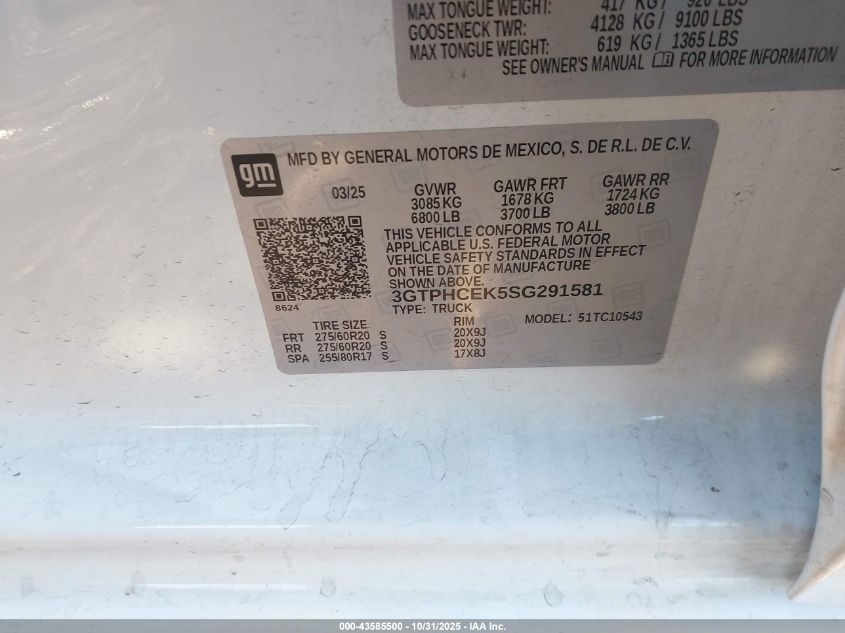 MAX TONGUE WEIGHT: 417 KG / 920 LBS
GOOSENECK TWR: 4128 KG / 9100 LBS
MAX TONGUE WEIGHT: 619 KG / 1365 LBS
SEE OWNER'S MANUAL FOR MORE INFORMATION
gm
MFD BY GENERAL MOTORS DE MEXICO, S. DE R.L. DE C.V.
03/25 GVWR GAWR FRT GAWR RR
3085 KG 1678 KG 1724 KG
6800 LB 3700 LB 3800 LB
THIS VEHICLE CONFORMS TO ALL
APPLICABLE U.S. FEDERAL MOTOR
VEHICLE SAFETY STANDARDS IN EFFECT
ON THE DATE OF MANUFACTURE
SHOWN ABOVE.
8624 3GTPHCEK5SG291581
TYPE: TRUCK
TIRE SIZE RIM MODEL: 51TC10543
FRT 275/60R20 S 20X9J
RR 275/60R20 S 20X9J
SPA 255/80R17 S 17X8J
000-43585500 - 10/31/2025 - IAA Inc.